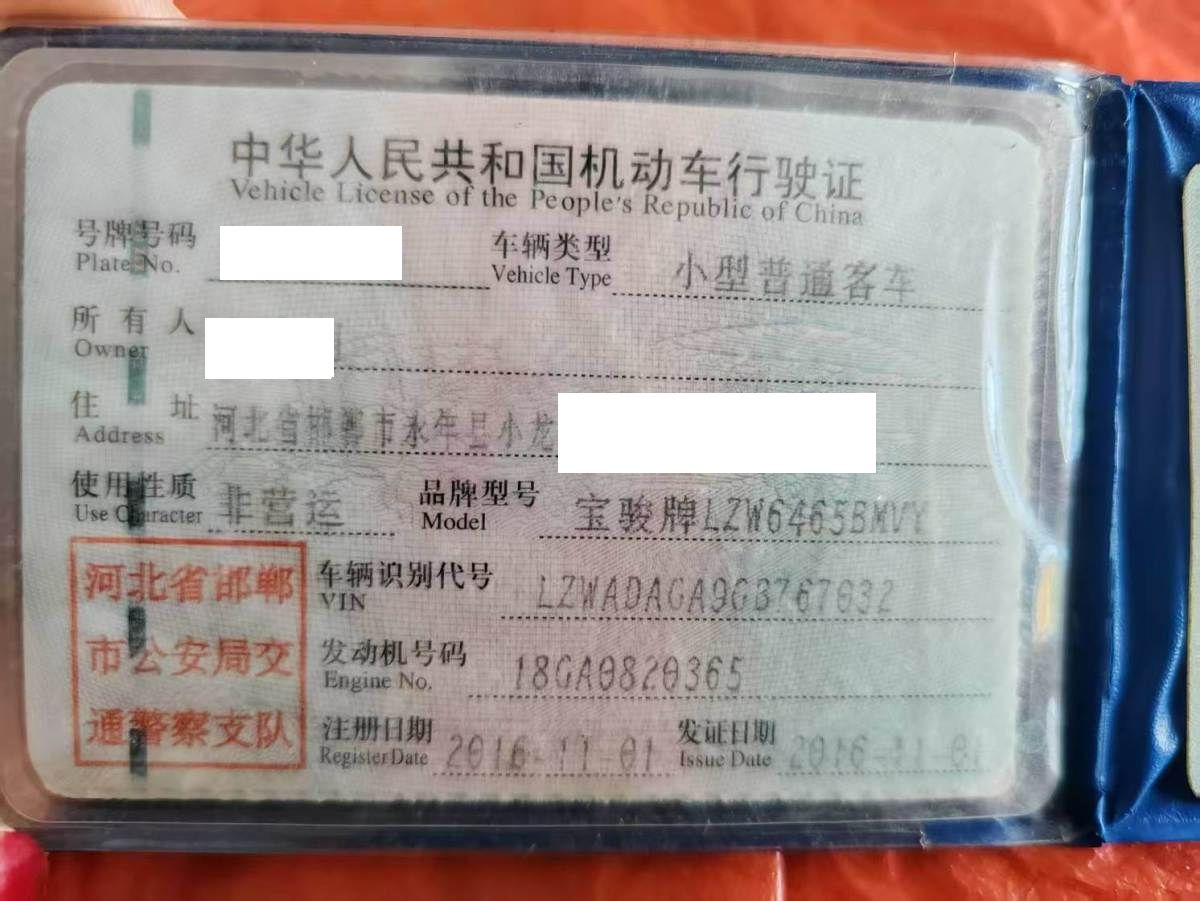 中华人民共和国机动车行驶证
Vehicle License of the People's Republic of China
号牌号码 车辆类型 小型普通客车
Plate No. Vehicle Type
所有人
Owner
住址 河北省邯郸市永年县小龙
Address
使用性质 非营运 品牌型号 宝骏牌LZW6465BMVY
Use Character Model
河北省邯郸 车辆识别代号 LZWADAGA9GB767032
VIN
市公安局交 发动机号码 18GA0820365
Engine No.
通警察支队 注册日期 2016-11-01 发证日期 2016-11-01
Register Date Issue Date